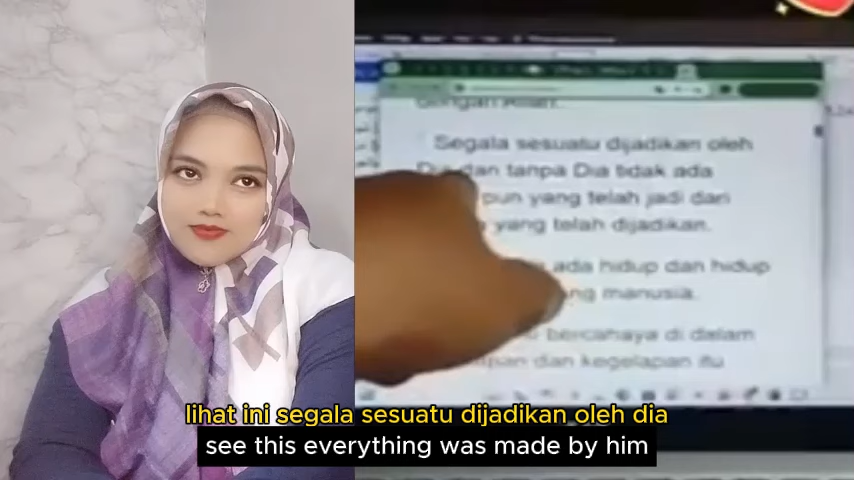 dengan Allah.
Segala sesuatu dijadikan oleh
Dia dan tanpa Dia tidak ada
pun yang telah jadi dari
yang telah dijadikan.
ada hidup dan hidup
manusia.
bercahaya di dalam
dan kegelapan itu
lihat ini segala sesuatu dijadikan oleh dia
see this everything was made by him